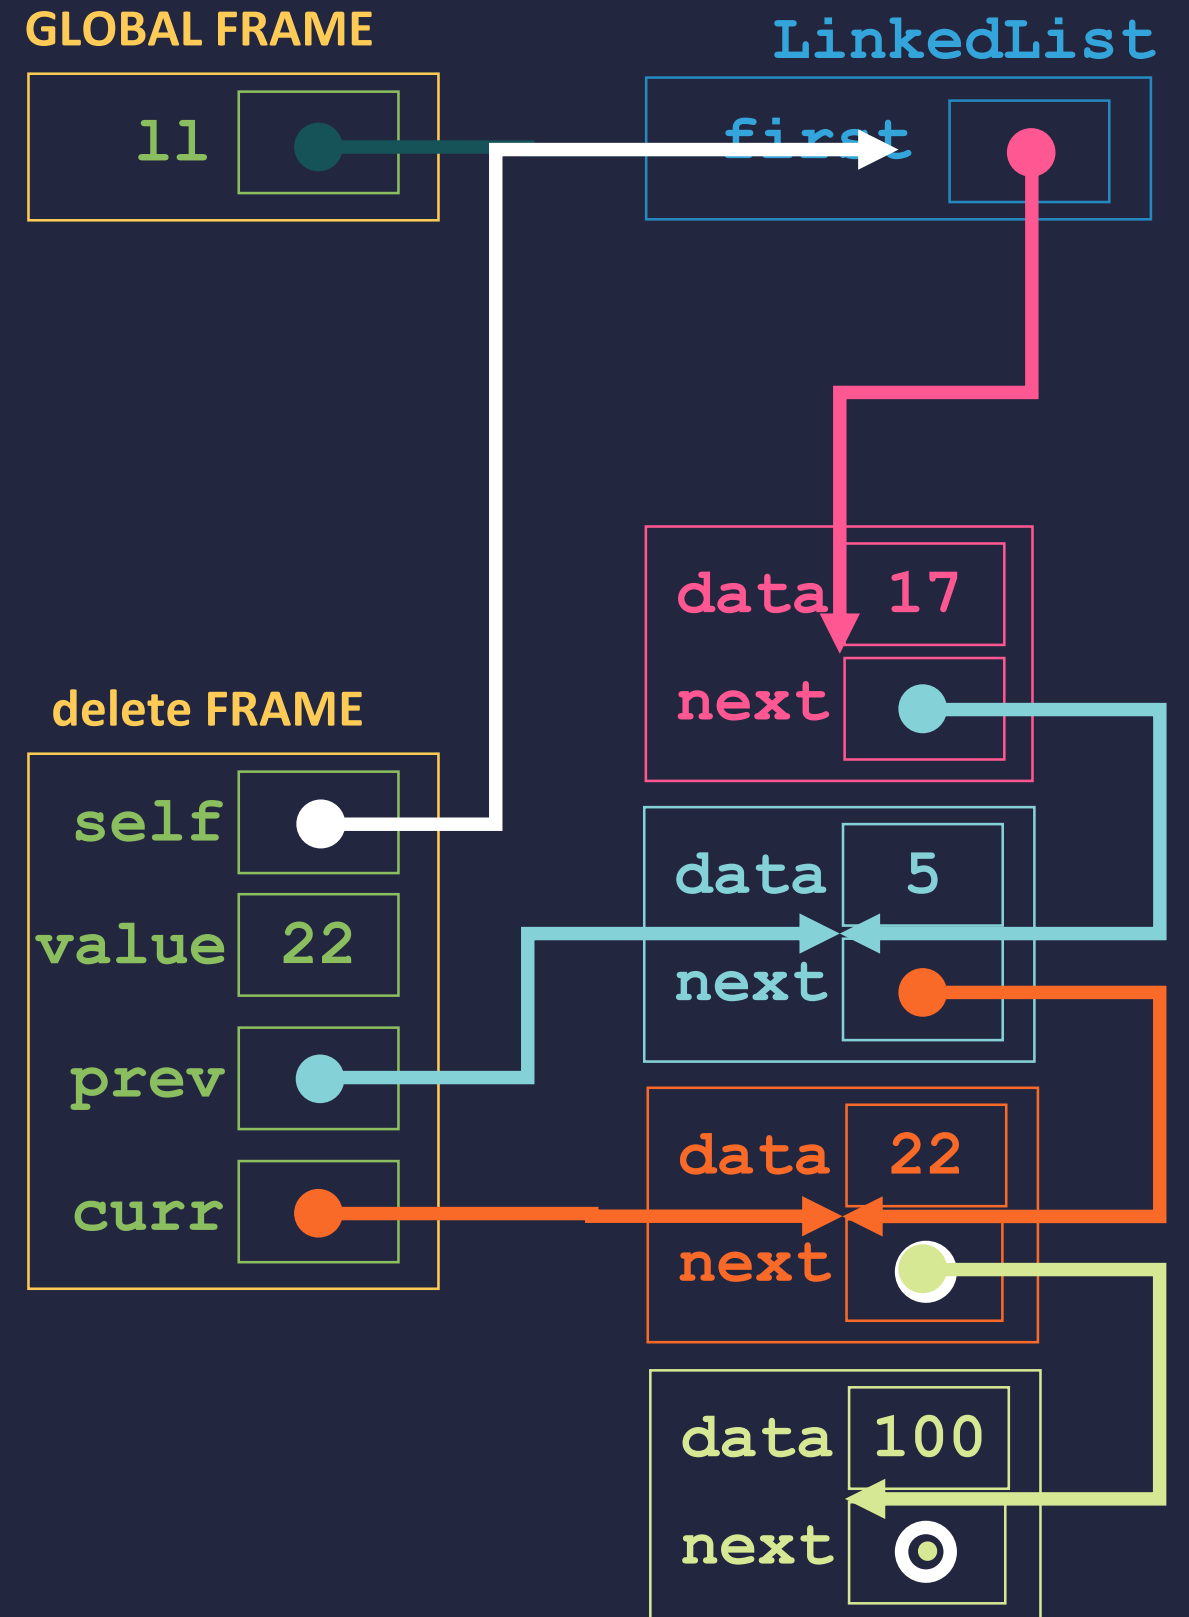 GLOBAL FRAME
LinkedList
ll
first
data 17
next
delete FRAME
self
data 5
value 22
next
prev
data 22
curr
next
data 100
next